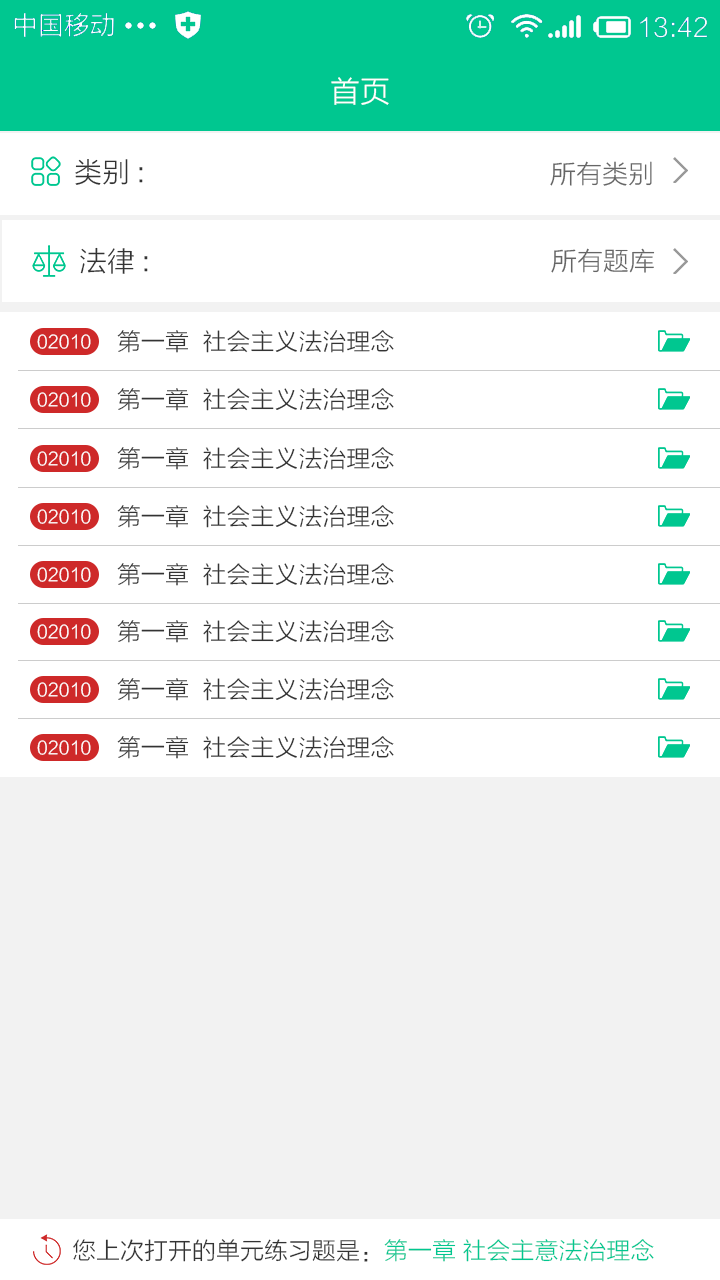 中国移动 ••• 13:42
首页
类别 : 所有类别
法律 : 所有题库
02010 第一章 社会主义法治理念
02010 第一章 社会主义法治理念
02010 第一章 社会主义法治理念
02010 第一章 社会主义法治理念
02010 第一章 社会主义法治理念
02010 第一章 社会主义法治理念
02010 第一章 社会主义法治理念
02010 第一章 社会主义法治理念
您上次打开的单元练习题是：第一章 社会主意法治理念